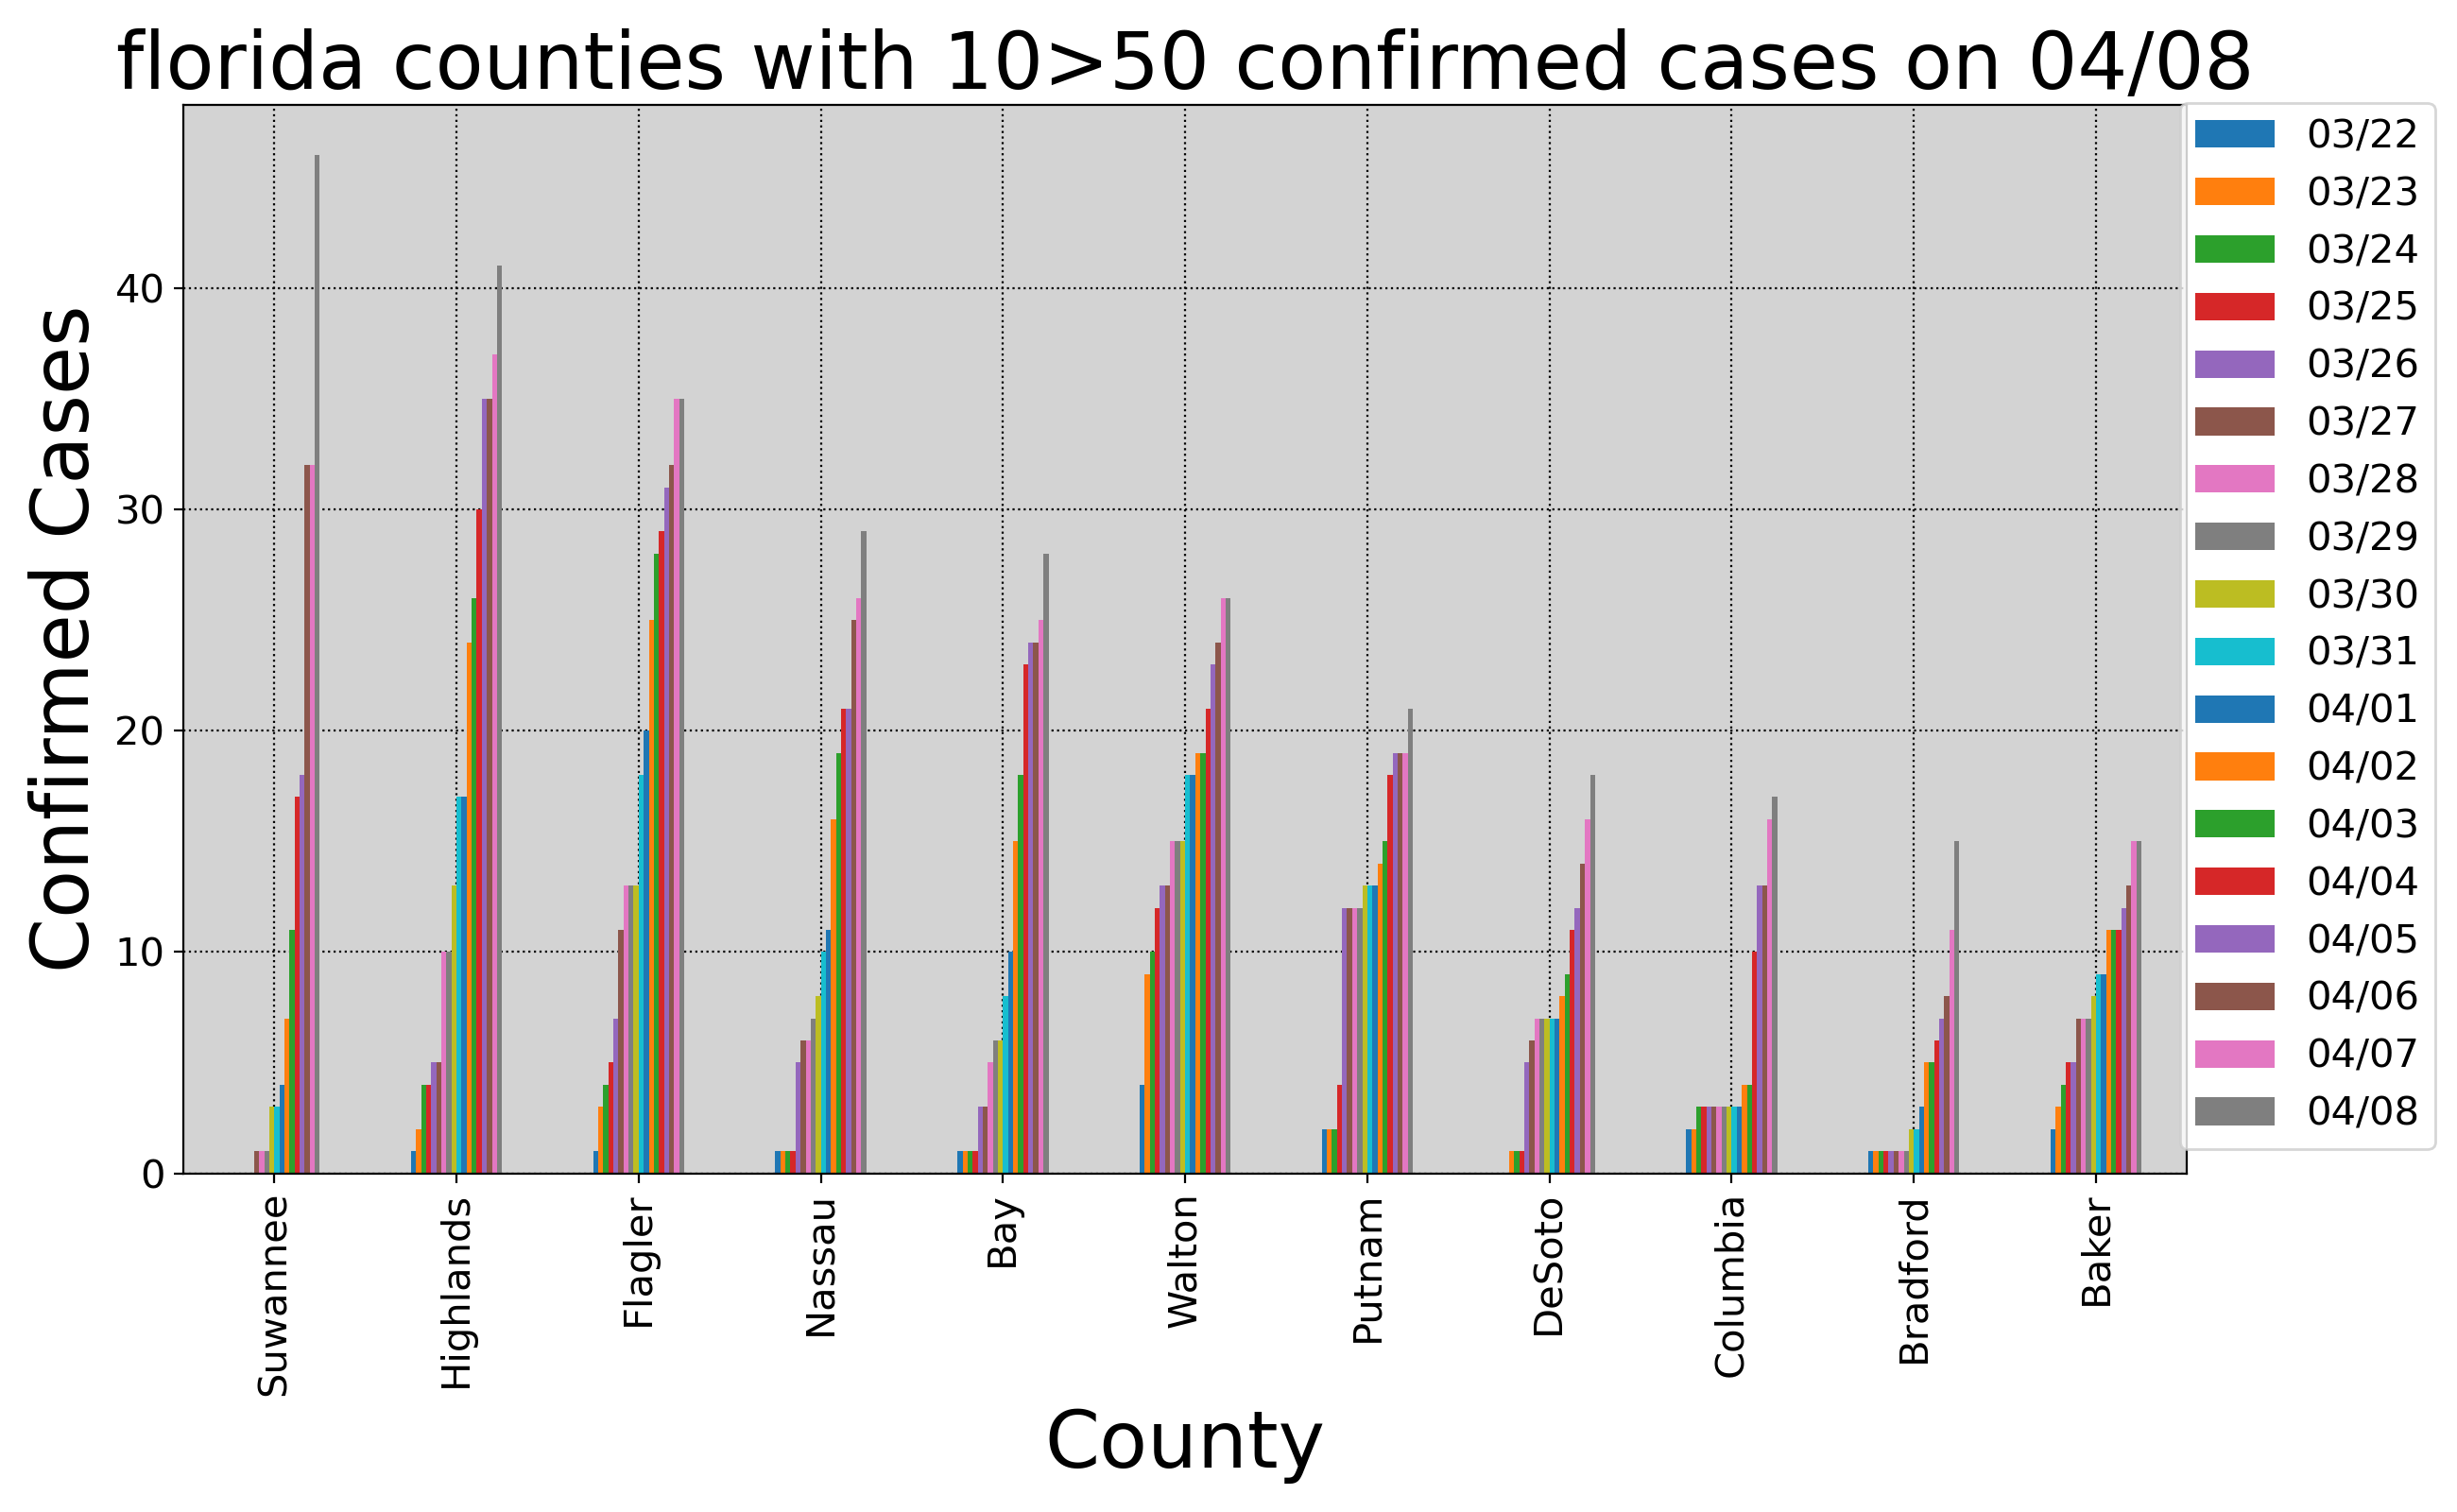 florida counties with 10>50 confirmed cases on 04/08
Confirmed Cases
40
30
20
10
0
Suwannee
Highlands
Flagler
Nassau
Bay
Walton
Putnam
DeSoto
Columbia
Bradford
Baker
County
03/22
03/23
03/24
03/25
03/26
03/27
03/28
03/29
03/30
03/31
04/01
04/02
04/03
04/04
04/05
04/06
04/07
04/08